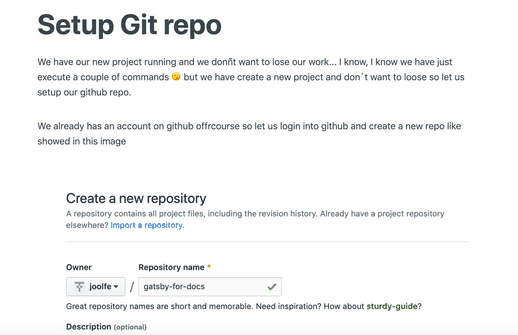 Setup Git repo
We have our new project running and we donñt want to lose our work... I know, I know we have just
execute a couple of commands 😘 but we have create a new project and don´t want to loose so let us
setup our github repo.
We already has an account on github offrcourse so let us login into github and create a new repo like
showed in this image
Create a new repository
A repository contains all project files, including the revision history. Already have a project repository
elsewhere? Import a repository.
Owner Repository name *
joolfe / gatsby-for-docs
Great repository names are short and memorable. Need inspiration? How about sturdy-guide?
Description (optional)